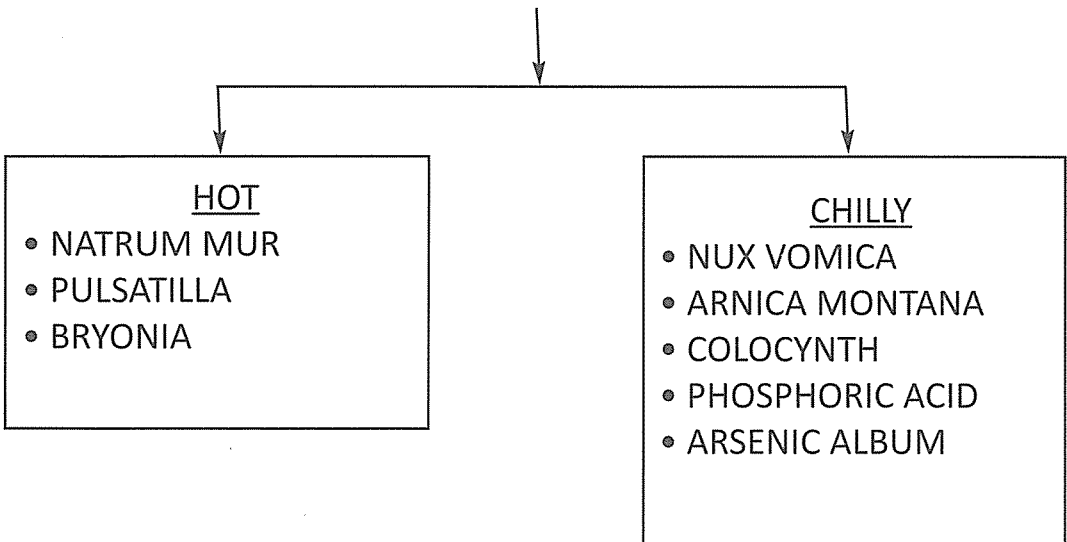 HOT
• NATRUM MUR
• PULSATILLA
• BRYONIA
CHILLY
• NUX VOMICA
• ARNICA MONTANA
• COLOCYNTH
• PHOSPHORIC ACID
• ARSENIC ALBUM